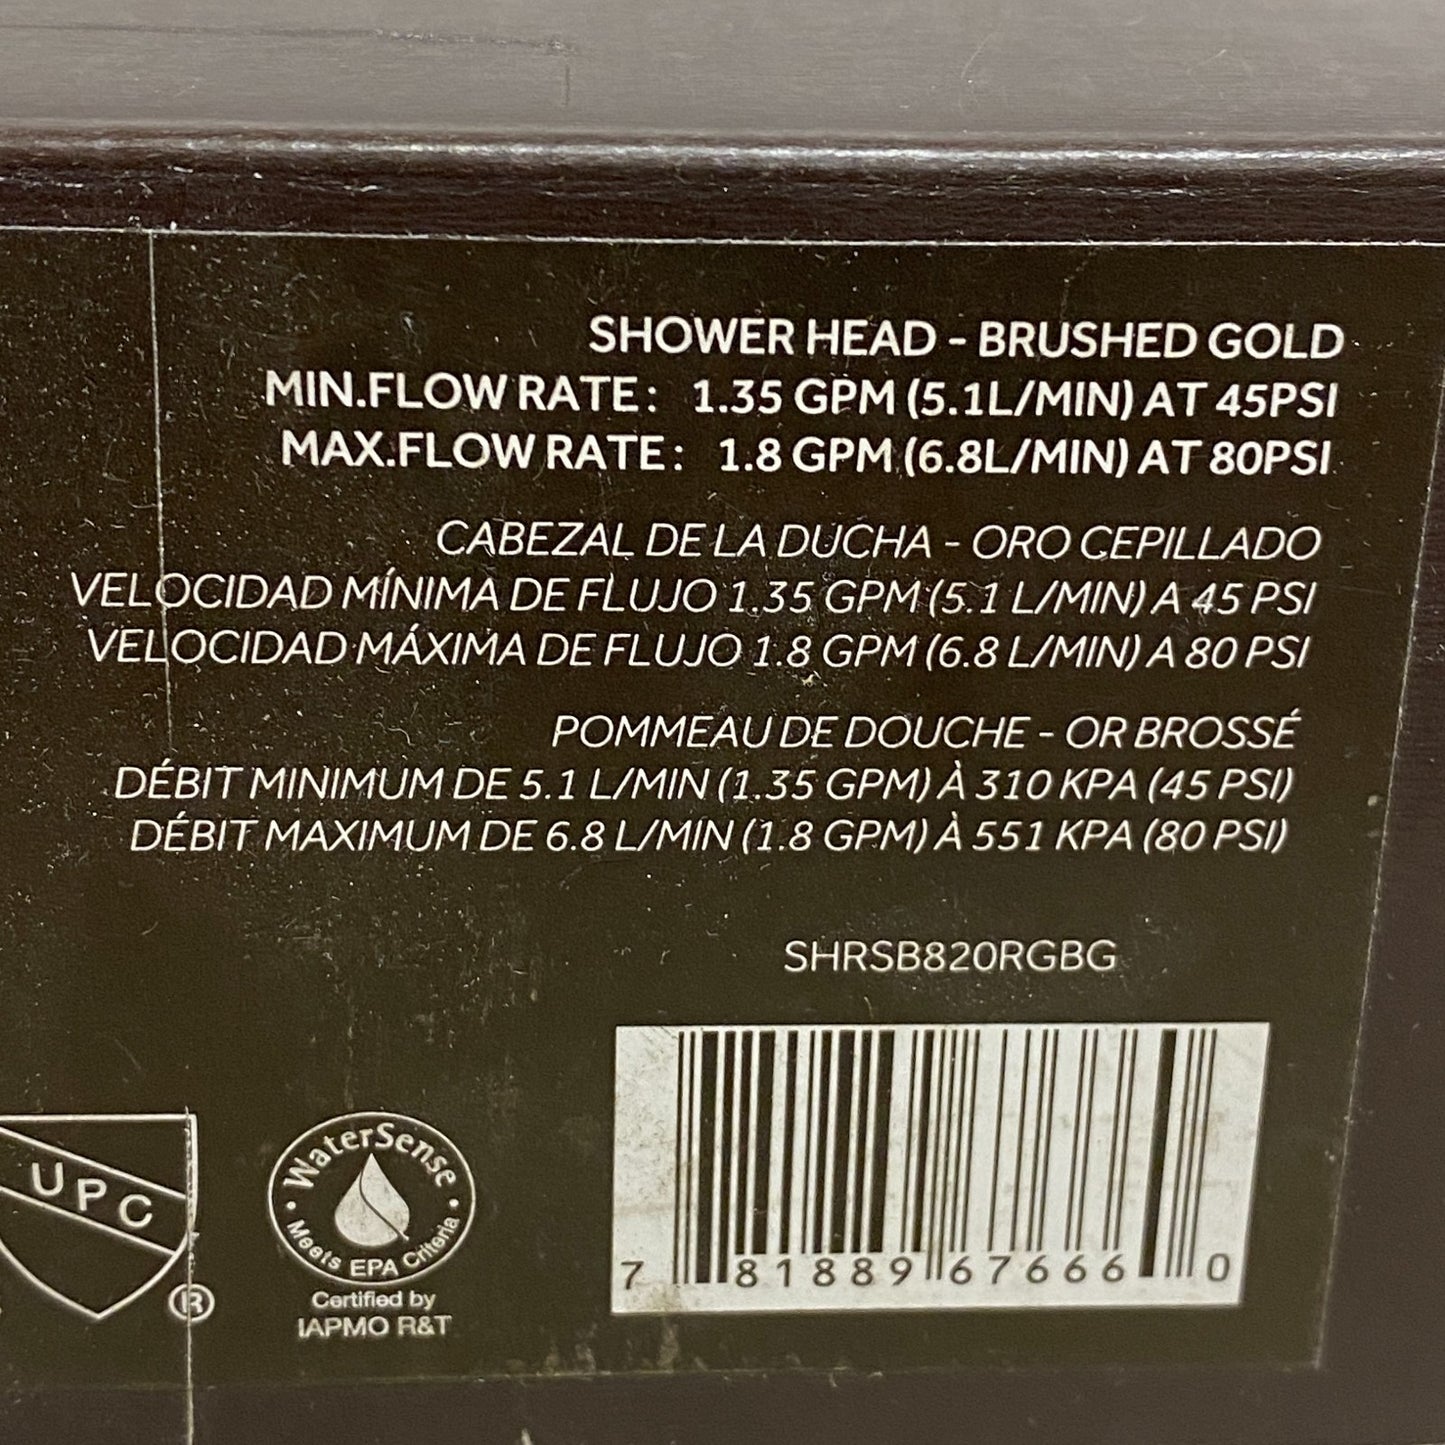 SHOWER HEAD - BRUSHED GOLD
MIN.FLOW RATE: 1.35 GPM (5.1L/MIN) AT 45PSI
MAX.FLOW RATE: 1.8 GPM (6.8L/MIN) AT 80PSI
CABEZAL DE LA DUCHA - ORO CEPILLADO
VELOCIDAD MÍNIMA DE FLUJO 1.35 GPM (5.1 L/MIN) A 45 PSI
VELOCIDAD MÁXIMA DE FLUJO 1.8 GPM (6.8 L/MIN) A 80 PSI
POMMEAU DE DOUCHE - OR BROSSÉ
DÉBIT MINIMUM DE 5.1 L/MIN (1.35 GPM) À 310 KPA (45 PSI)
DÉBIT MAXIMUM DE 6.8 L/MIN (1.8 GPM) À 551 KPA (80 PSI)
SHRSB820RGBG
UPC
®
WaterSense
Meets EPA Criteria
Certified by
IAPMO R&T
7 81889 67666 0